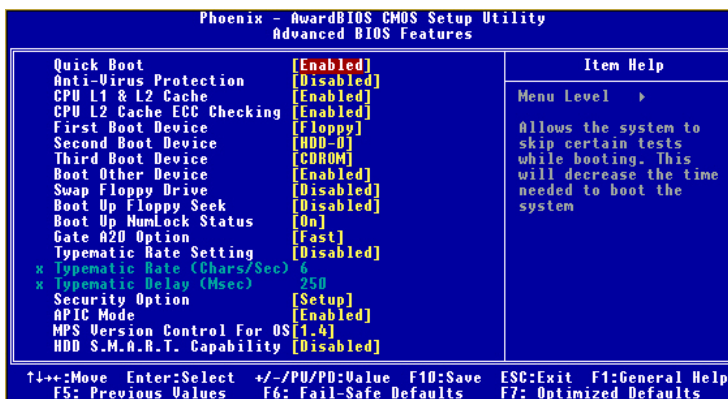 Phoenix - AwardBIOS CMOS Setup Utility
Advanced BIOS Features
Quick Boot [Enabled]
Anti-Virus Protection [Disabled]
CPU L1 & L2 Cache [Enabled]
CPU L2 Cache ECC Checking [Enabled]
First Boot Device [Floppy]
Second Boot Device [HDD-0]
Third Boot Device [CDROM]
Boot Other Device [Enabled]
Swap Floppy Drive [Disabled]
Boot Up Floppy Seek [Disabled]
Boot Up NumLock Status [On]
Gate A20 Option [Fast]
Typematic Rate Setting [Disabled]
x Typematic Rate (Chars/Sec) 6
x Typematic Delay (Msec) 250
Security Option [Setup]
APIC Mode [Enabled]
MPS Version Control For OS[1.4]
HDD S.M.A.R.T. Capability [Disabled]
Item Help
Menu Level ▸
Allows the system to
skip certain tests
while booting. This
will decrease the time
needed to boot the
system
↑↓→←:Move Enter:Select +/-/PU/PD:Value F10:Save ESC:Exit F1:General Help
F5: Previous Values F6: Fail-Safe Defaults F7: Optimized Defaults